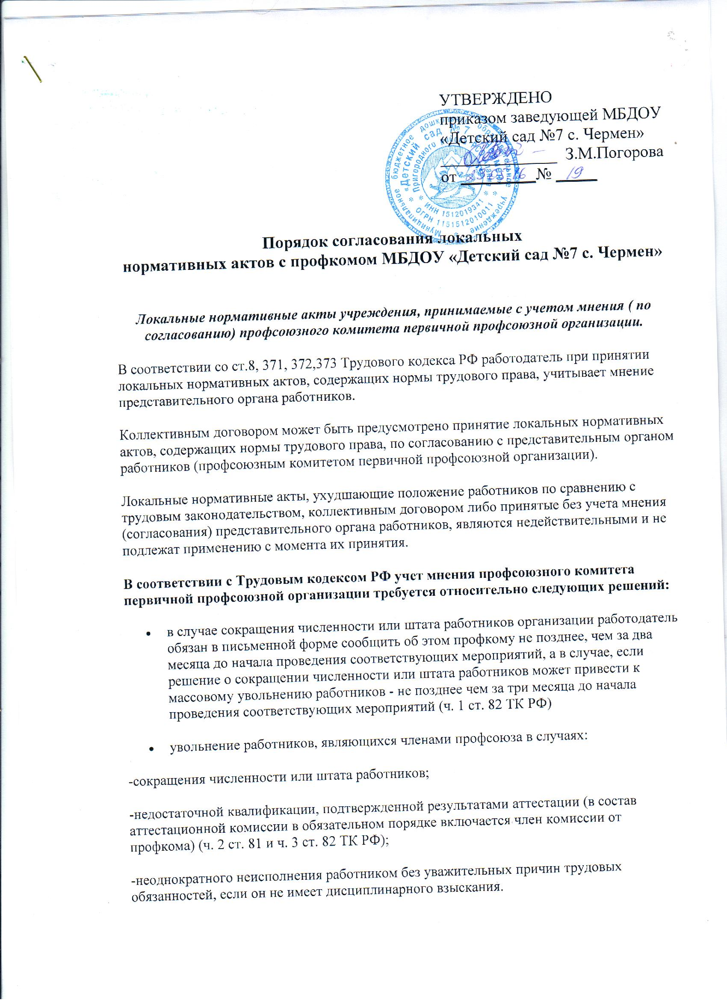 УТВЕРЖДЕНО
приказом заведующей МБДОУ
«Детский сад №7 с. Чермен»
З.М.Погорова
от № 19
Муниципальное бюджетное дошкольное образовательное учреждение
«Детский сад №7 с. Чермен»
Пригородного района
ИНН 1512019341
ОГРН 1151512010011
Порядок согласования локальных
нормативных актов с профкомом МБДОУ «Детский сад №7 с. Чермен»
Локальные нормативные акты учреждения, принимаемые с учетом мнения ( по
согласованию) профсоюзного комитета первичной профсоюзной организации.
В соответствии со ст.8, 371, 372,373 Трудового кодекса РФ работодатель при принятии
локальных нормативных актов, содержащих нормы трудового права, учитывает мнение
представительного органа работников.
Коллективным договором может быть предусмотрено принятие локальных нормативных
актов, содержащих нормы трудового права, по согласованию с представительным органом
работников (профсоюзным комитетом первичной профсоюзной организации).
Локальные нормативные акты, ухудшающие положение работников по сравнению с
трудовым законодательством, коллективным договором либо принятые без учета мнения
(согласования) представительного органа работников, являются недействительными и не
подлежат применению с момента их принятия.
В соответствии с Трудовым кодексом РФ учет мнения профсоюзного комитета
первичной профсоюзной организации требуется относительно следующих решений:
• в случае сокращения численности или штата работников организации работодатель
обязан в письменной форме сообщить об этом профкому не позднее, чем за два
месяца до начала проведения соответствующих мероприятий, а в случае, если
решение о сокращении численности или штата работников может привести к
массовому увольнению работников - не позднее чем за три месяца до начала
проведения соответствующих мероприятий (ч. 1 ст. 82 ТК РФ)
• увольнение работников, являющихся членами профсоюза в случаях:
-сокращения численности или штата работников;
-недостаточной квалификации, подтвержденной результатами аттестации (в состав
аттестационной комиссии в обязательном порядке включается член комиссии от
профкома) (ч. 2 ст. 81 и ч. 3 ст. 82 ТК РФ);
-неоднократного неисполнения работником без уважительных причин трудовых
обязанностей, если он не имеет дисциплинарного взыскания.